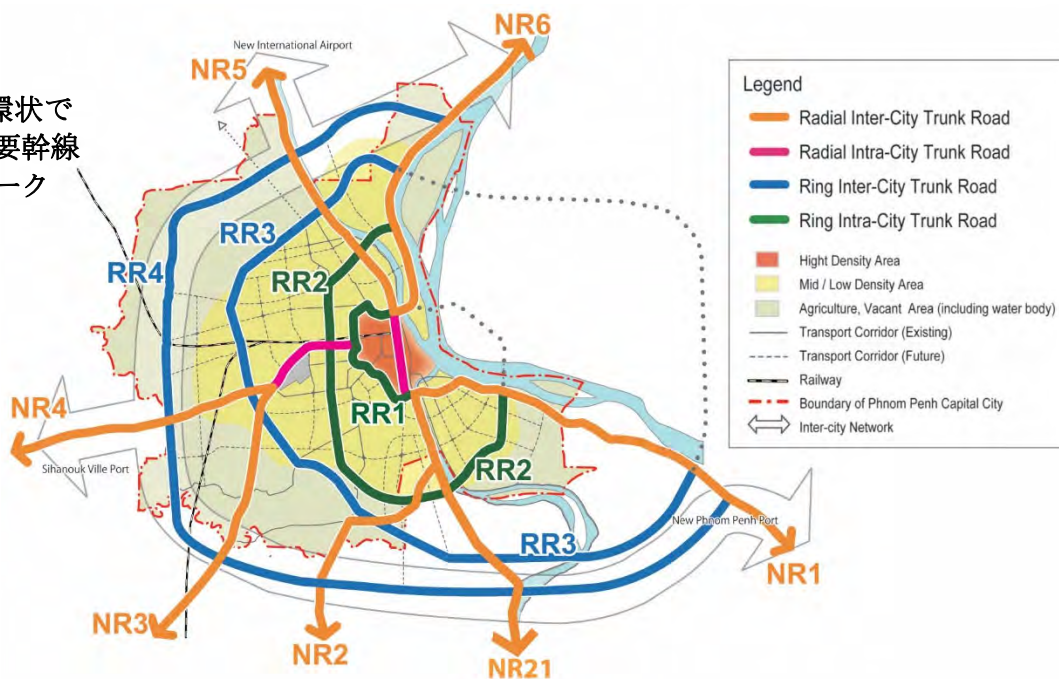 New International Airport
NR6
NR5
環状で
要幹線
ーク
RR3
RR4
RR2
RR1
NR4
Sihanouk Ville Port
RR2
New Phnom Penh Port
RR3
NR1
NR3
NR2
NR21
Legend
Radial Inter-City Trunk Road
Radial Intra-City Trunk Road
Ring Inter-City Trunk Road
Ring Intra-City Trunk Road
Hight Density Area
Mid / Low Density Area
Agriculture, Vacant Area (including water body)
Transport Corridor (Existing)
Transport Corridor (Future)
Railway
Boundary of Phnom Penh Capital City
Inter-city Network